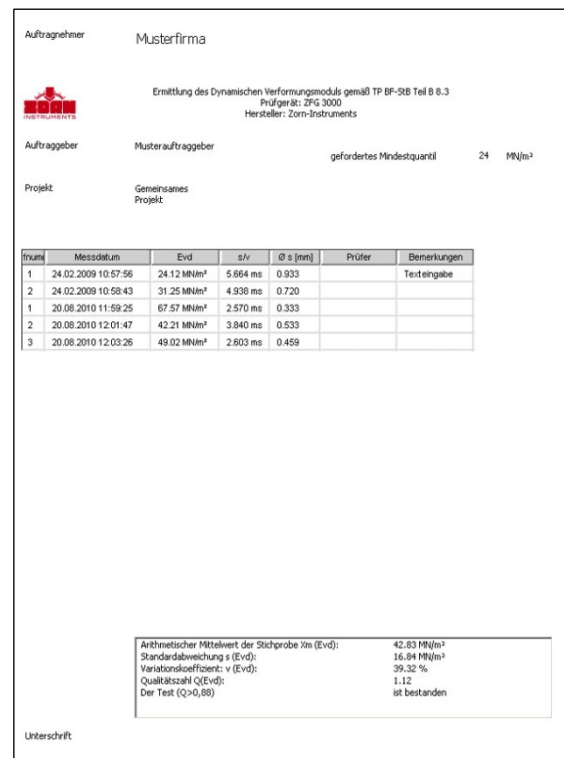 Auftragnehmer Musterfirma
ZORN
INSTRUMENTS
Ermittlung des Dynamischen Verformungsmoduls gemäß TP BF-StB Teil B 8.3
Prüfgerät: ZFG 3000
Hersteller: Zorn-Instruments
Auftraggeber Musterauftraggeber
gefordertes Mindestquantil 24 MN/m²
Projekt Gemeinsames
Projekt
fnum Messdatum Evd s/v Ø s [mm] Prüfer Bemerkungen
1 24.02.2009 10:57:56 24.12 MN/m² 5.664 ms 0.933 Texteingabe
2 24.02.2009 10:58:43 31.25 MN/m² 4.938 ms 0.720
1 20.08.2010 11:59:25 67.57 MN/m² 2.570 ms 0.333
2 20.08.2010 12:01:47 42.21 MN/m² 3.840 ms 0.533
3 20.08.2010 12:03:26 49.02 MN/m² 2.603 ms 0.459
Arithmetischer Mittelwert der Stichprobe Xm (Evd): 42.83 MN/m²
Standardabweichung s (Evd): 16.84 MN/m²
Variationskoeffizient: v (Evd): 39.32 %
Qualitätszahl Q(Evd): 1.12
Der Test (Q>0,88) ist bestanden
Unterschrift